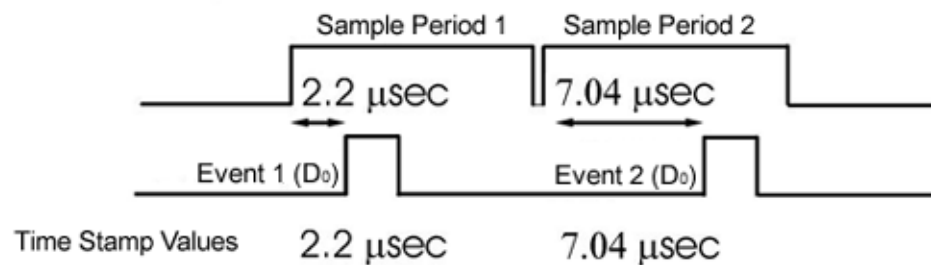 Sample Period 1 Sample Period 2
2.2 μsec 7.04 μsec
Event 1 (D₀) Event 2 (D₀)
Time Stamp Values 2.2 μsec 7.04 μsec